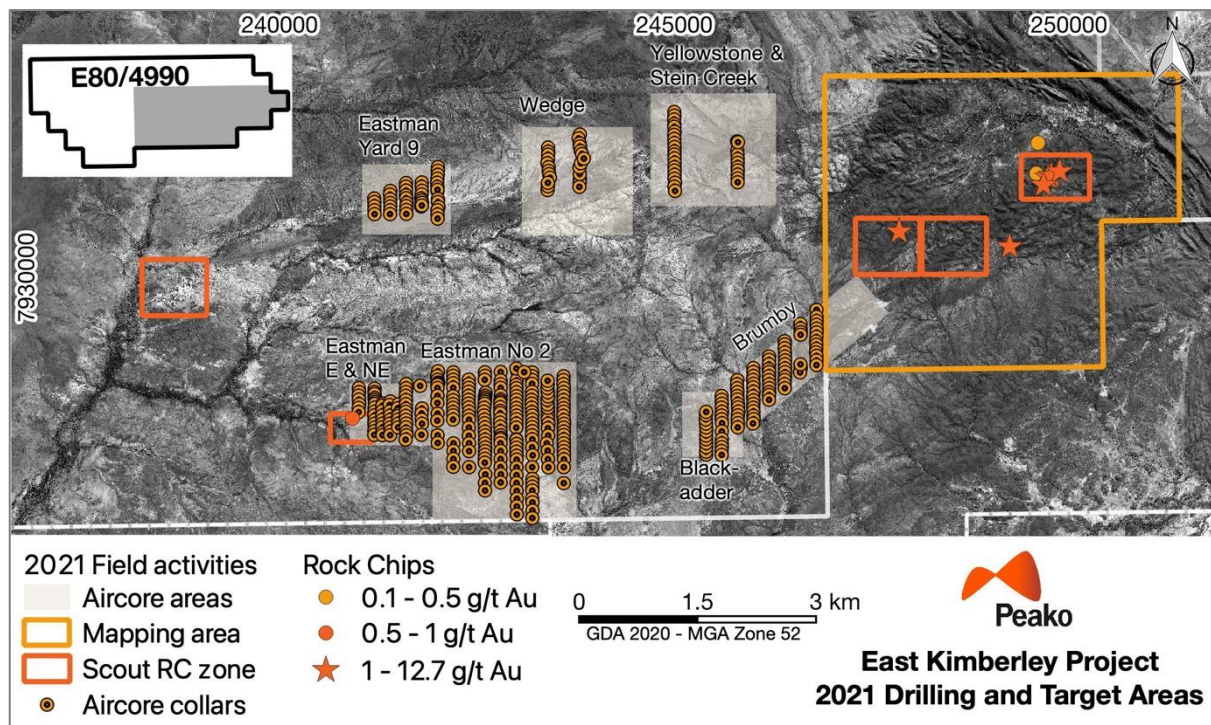 240000
245000
250000
N
E80/4990
Yellowstone &
Stein Creek
Wedge
Eastman
Yard 9
7930000
Brumby
Eastman
E & NE
Eastman No 2
Black-
adder
2021 Field activities
Aircore areas
Mapping area
Scout RC zone
Aircore collars
Rock Chips
0.1 - 0.5 g/t Au
0.5 - 1 g/t Au
1 - 12.7 g/t Au
0 1.5 3 km
GDA 2020 - MGA Zone 52
Peako
East Kimberley Project
2021 Drilling and Target Areas